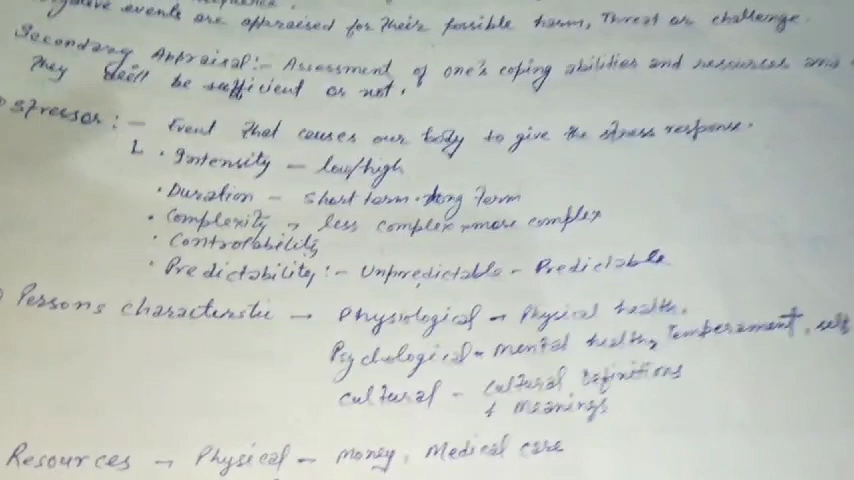 events are appraised for their possible harm, Threat or challenge.
Secondary Appraisal:- Assessment of one's coping abilities and resources and
They will be sufficient or not.
Stressor :- Event that causes our body to give the stress response.
L • Intensity - low/high
• Duration - Short term - long Term
• Complexity → less complex - more complex
• Controlability
• Predictability :- Unpredictable - Predictable
Persons characteristic → Physiological → Physical health.
Psychological - Mental health, Temperament, self
Cultural - Cultural Definitions
& Meanings
Resources → Physical - Money, Medical care